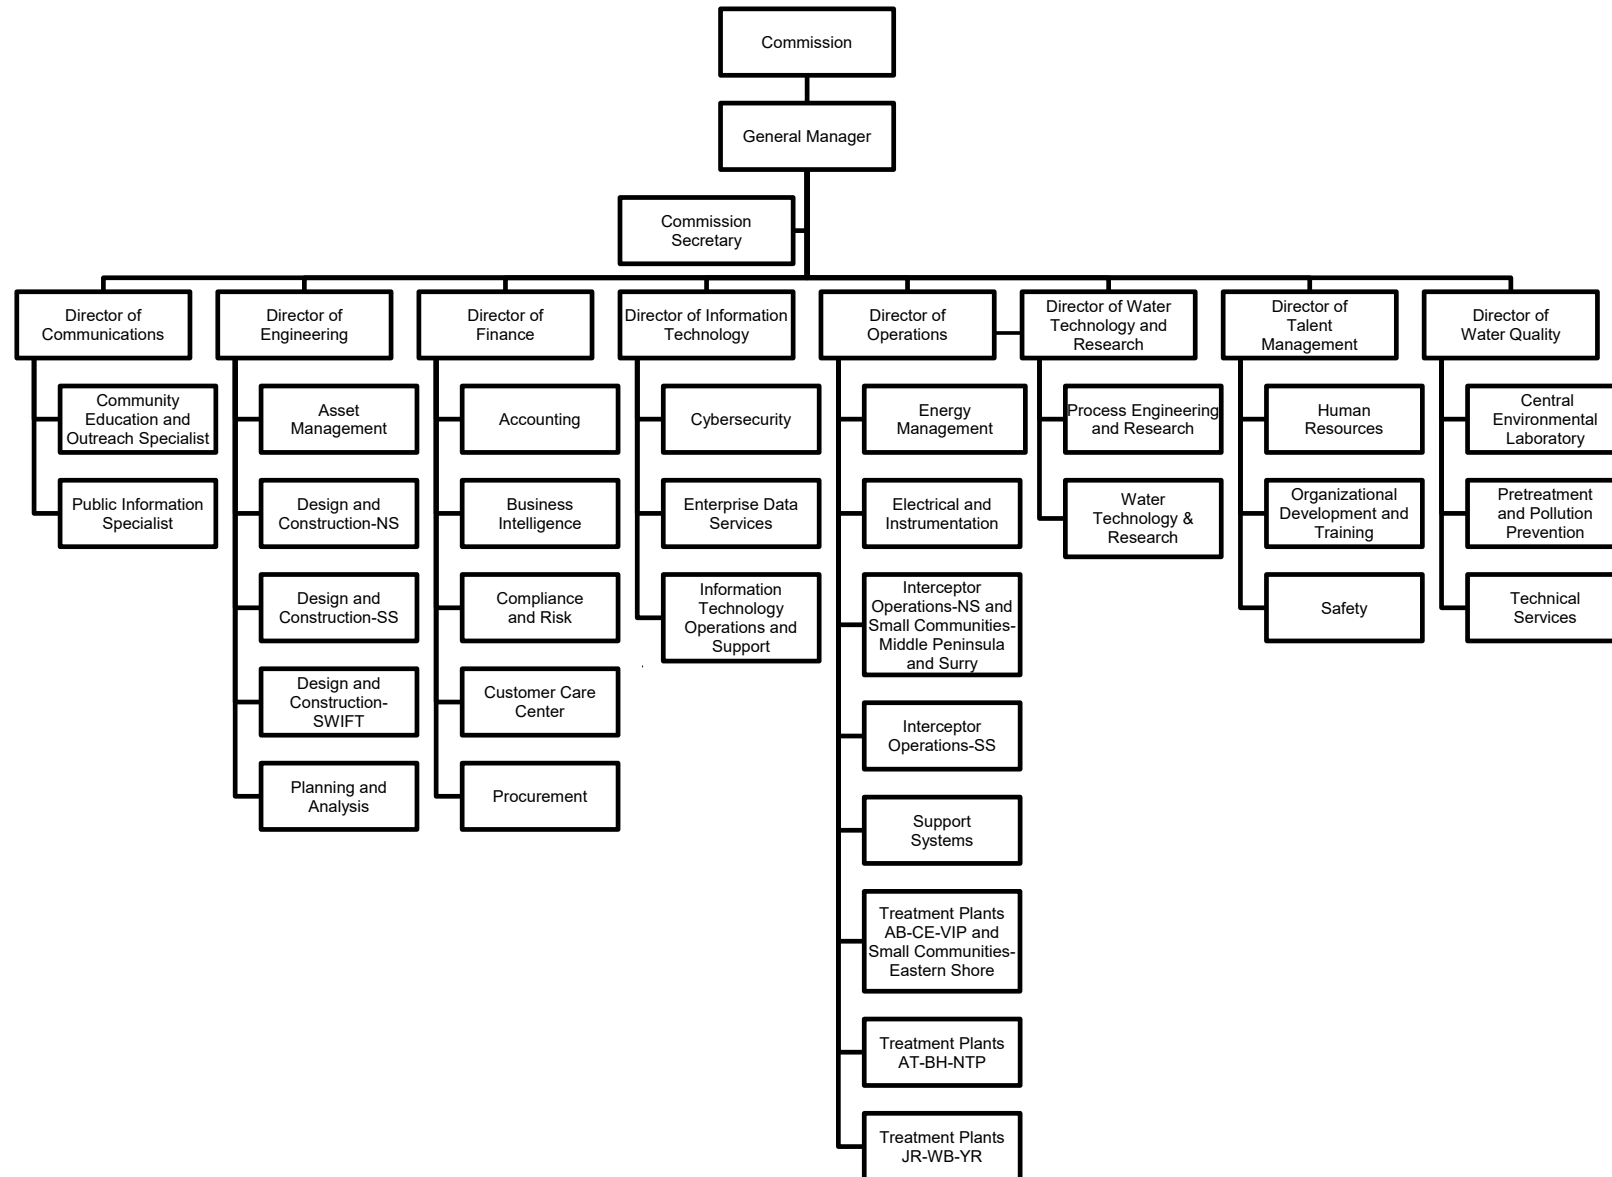 Commission
General Manager
Commission
Secretary
Director of
Communications
Community
Education and
Outreach Specialist
Public Information
Specialist
Director of
Engineering
Asset
Management
Design and
Construction-NS
Design and
Construction-SS
Design and
Construction-
SWIFT
Planning and
Analysis
Director of
Finance
Accounting
Business
Intelligence
Compliance
and Risk
Customer Care
Center
Procurement
Director of Information
Technology
Cybersecurity
Enterprise Data
Services
Information
Technology
Operations and
Support
Director of
Operations
Energy
Management
Electrical and
Instrumentation
Interceptor
Operations-NS and
Small Communities-
Middle Peninsula
and Surry
Interceptor
Operations-SS
Support
Systems
Treatment Plants
AB-CE-VIP and
Small Communities-
Eastern Shore
Treatment Plants
AT-BH-NTP
Treatment Plants
JR-WB-YR
Director of Water
Technology and
Research
Process Engineering
and Research
Water
Technology &
Research
Director of
Talent
Management
Human
Resources
Organizational
Development and
Training
Safety
Director of
Water Quality
Central
Environmental
Laboratory
Pretreatment
and Pollution
Prevention
Technical
Services